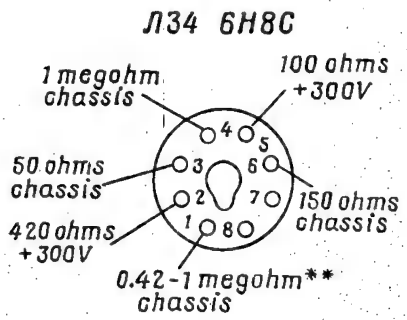 Л34 6Н8С
1 megohm
chassis
100 ohms
+300V
4
5
60 ohms
chassis
3
6
150 ohms
chassis
2
7
420 ohms
+300V
1
8
0.42-1 megohm**
chassis